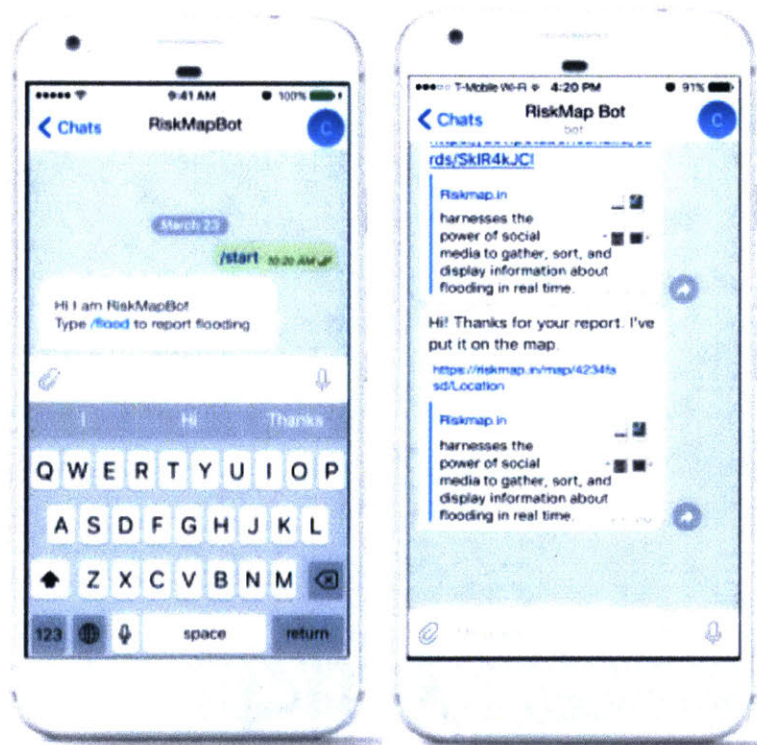 9:41 AM
100%
Chats
RiskMapBot
C
March 23
/start 10:20 AM
Hi I am RiskMapBot
Type /flood to report flooding
I
Hi
Thanks
Q W E R T Y U I O P
A S D F G H J K L
Z X C V B N M
123
space
return
T-Mobile Wi-Fi
4:20 PM
91%
Chats
RiskMap Bot
bot
C
rds/SkIR4kJCl
Riskmap.in
harnesses the
power of social
media to gather, sort, and
display information about
flooding in real time.
Hi! Thanks for your report. I've
put it on the map.
https://riskmap.in/map/4234fa
sd/Location
Riskmap.in
harnesses the
power of social
media to gather, sort, and
display information about
flooding in real time.